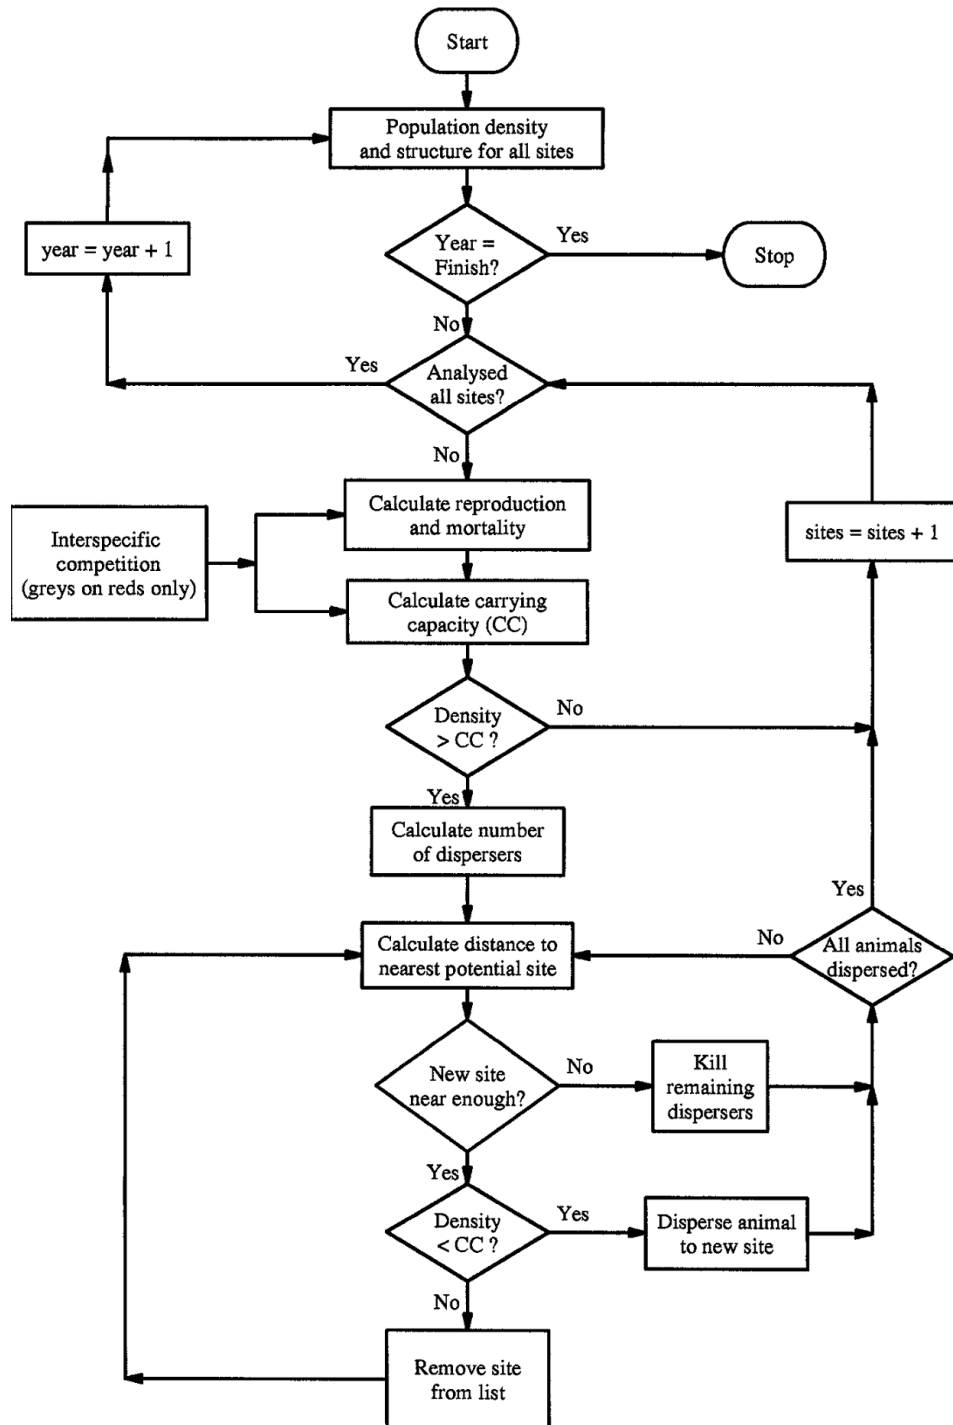 Start
Population density
and structure for all sites
year = year + 1
Year =
Finish?
Yes
Stop
No
Yes
Analysed
all sites?
No
Calculate reproduction
and mortality
Interspecific
competition
(greys on reds only)
sites = sites + 1
Calculate carrying
capacity (CC)
Density
> CC ?
No
Yes
Calculate number
of dispersers
Yes
Calculate distance to
nearest potential site
No
All animals
dispersed?
New site
near enough?
No
Kill
remaining
dispersers
Yes
Density
< CC ?
Yes
Disperse animal
to new site
No
Remove site
from list